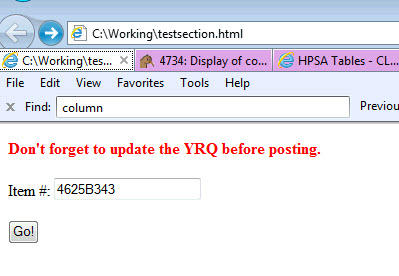 C:\Working\testsection.html
C:\Working\tes... 4734: Display of co... HPSA Tables - CL...
File Edit View Favorites Tools Help
Find: column Previou
Don't forget to update the YRQ before posting.
Item #: 4625B343
Go!